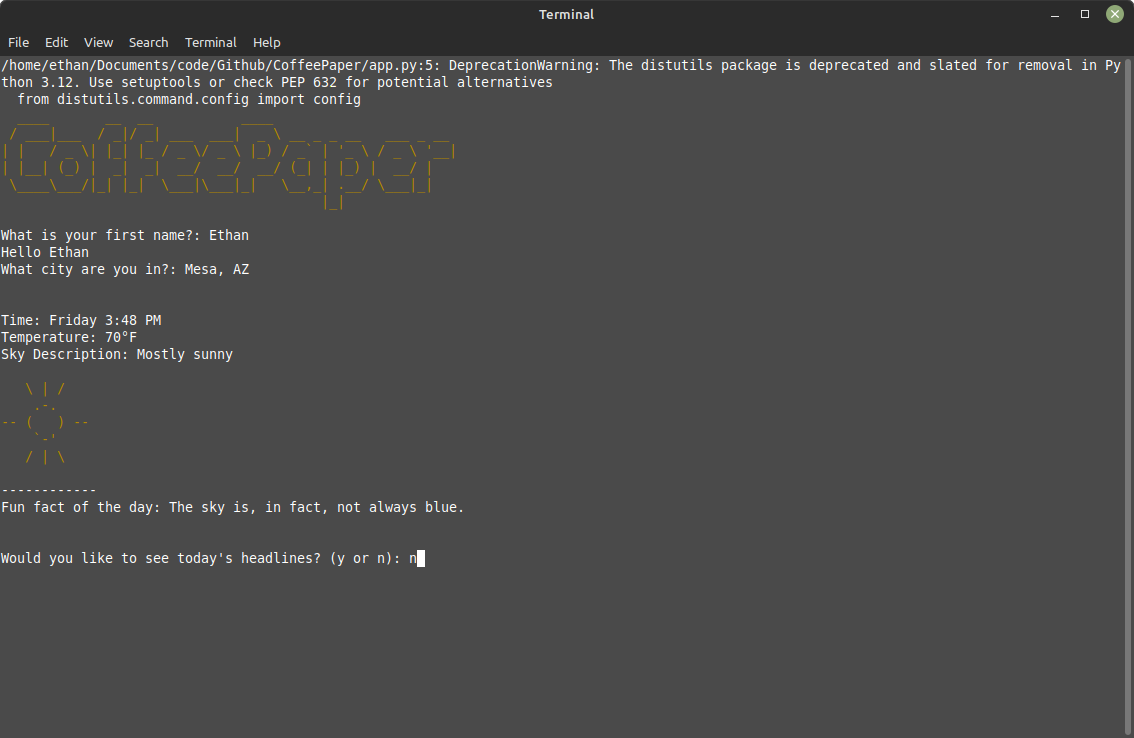 Terminal
File Edit View Search Terminal Help
/home/ethan/Documents/code/Github/CoffeePaper/app.py:5: DeprecationWarning: The distutils package is deprecated and slated for removal in Py
thon 3.12. Use setuptools or check PEP 632 for potential alternatives
from distutils.command.config import config
CoffeePaper
What is your first name?: Ethan
Hello Ethan
What city are you in?: Mesa, AZ
Time: Friday 3:48 PM
Temperature: 70°F
Sky Description: Mostly sunny
\ | /
.-.
-- (   ) --
`-'
/ | \
------------
Fun fact of the day: The sky is, in fact, not always blue.
Would you like to see today's headlines? (y or n): n